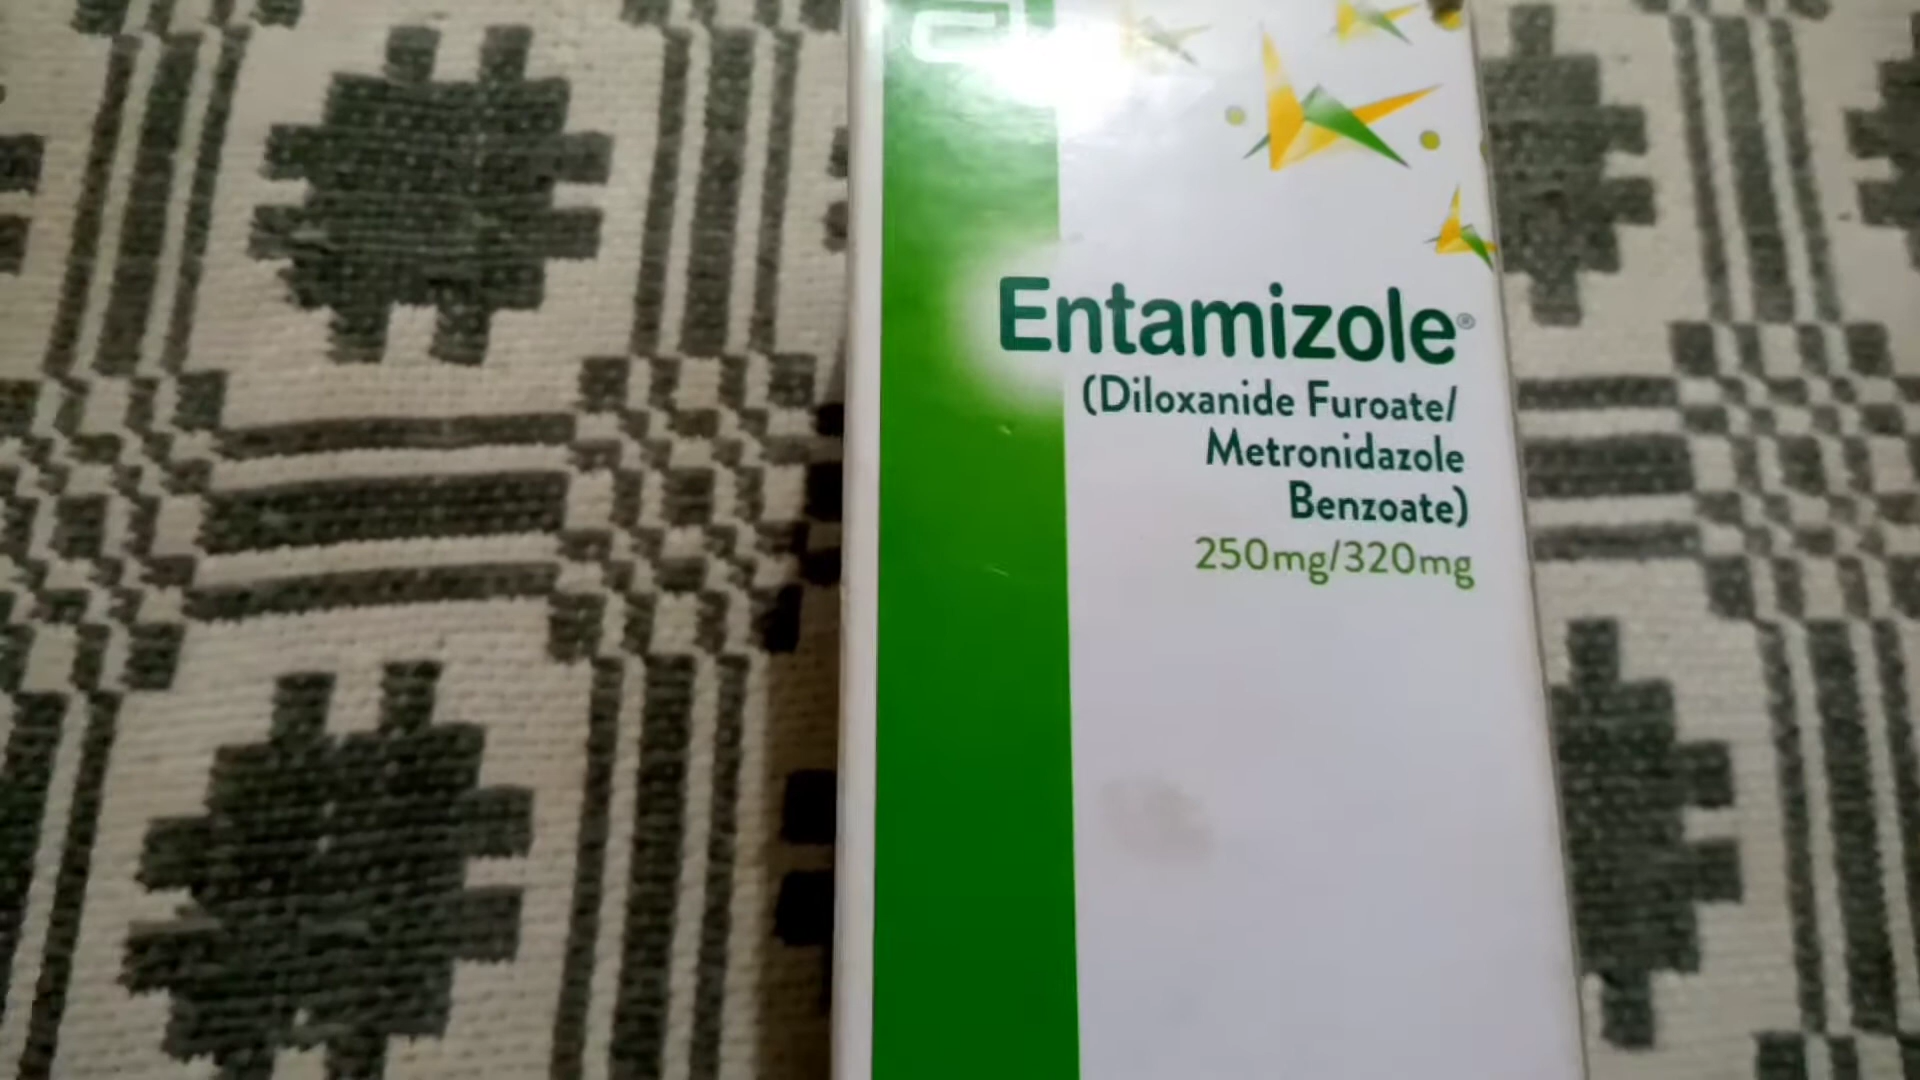 Entamizole®
(Diloxanide Furoate/
Metronidazole
Benzoate)
250mg/320mg